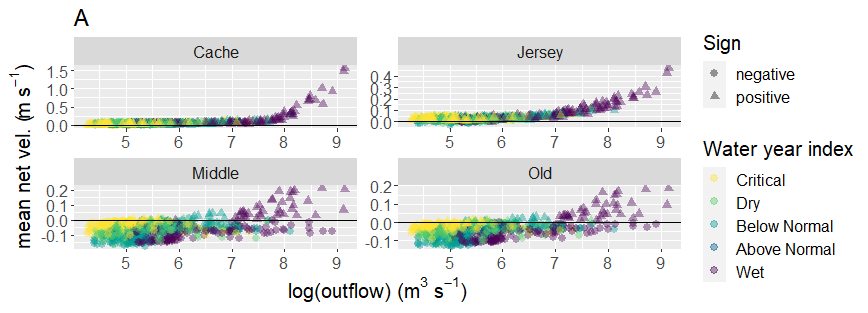 A
Cache
Jersey
1.5
1.0
0.5
0.0
5 6 7 8 9
0.4
0.3
0.2
0.1
0.0
5 6 7 8 9
Middle
Old
0.2
0.1
0.0
-0.1
5 6 7 8 9
0.2
0.1
0.0
-0.1
5 6 7 8 9
mean net vel. (m s⁻¹)
log(outflow) (m³ s⁻¹)
Sign
negative
positive
Water year index
Critical
Dry
Below Normal
Above Normal
Wet